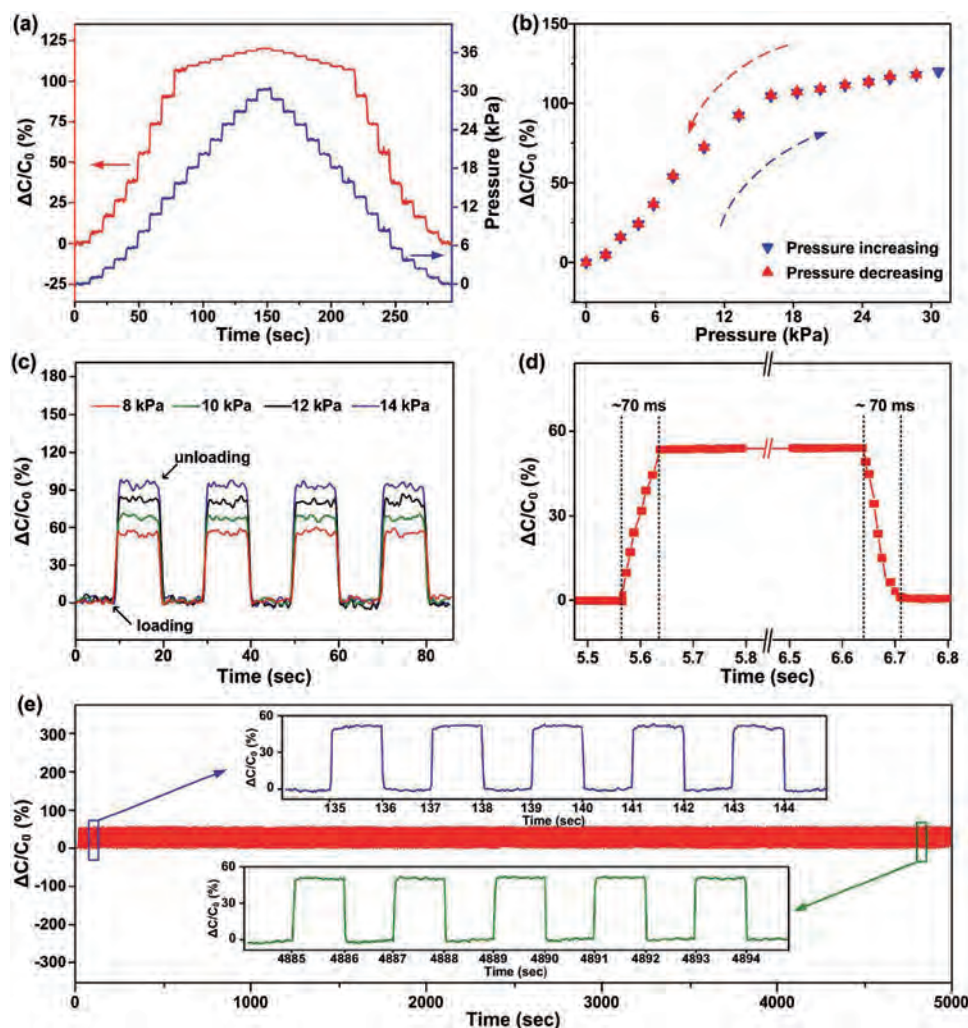 (a)
125
100
75
50
25
0
-25
ΔC/C₀ (%)
36
30
24
18
12
6
0
Pressure (kPa)
0 50 100 150 200 250
Time (sec)
(b)
150
100
50
0
ΔC/C₀ (%)
Pressure increasing
Pressure decreasing
0 6 12 18 24 30
Pressure (kPa)
(c)
180
150
120
90
60
30
0
ΔC/C₀ (%)
8 kPa 10 kPa 12 kPa 14 kPa
unloading
loading
0 20 40 60 80
Time (sec)
(d)
60
30
0
ΔC/C₀ (%)
~70 ms ~ 70 ms
5.5 5.6 5.7 5.8 6.5 6.6 6.7 6.8
Time (sec)
(e)
300
200
100
0
-100
-200
-300
ΔC/C₀ (%)
60
30
0
ΔC/C₀ (%)
135 136 137 138 139 140 141 142 143 144
Time (sec)
60
30
0
ΔC/C₀ (%)
4885 4886 4887 4888 4889 4890 4891 4892 4893 4894
Time (sec)
0 1000 2000 3000 4000 5000
Time (sec)